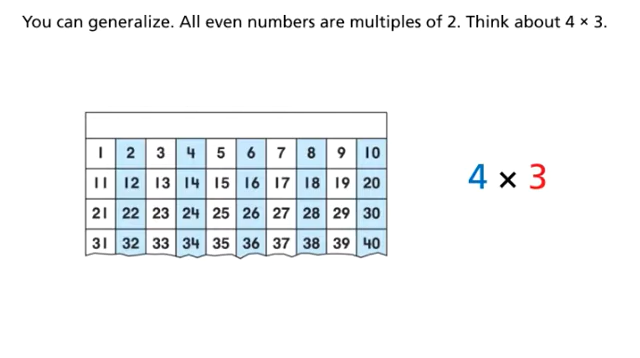 You can generalize. All even numbers are multiples of 2. Think about 4 × 3.
1 2 3 4 5 6 7 8 9 10
11 12 13 14 15 16 17 18 19 20
4 × 3
21 22 23 24 25 26 27 28 29 30
31 32 33 34 35 36 37 38 39 40